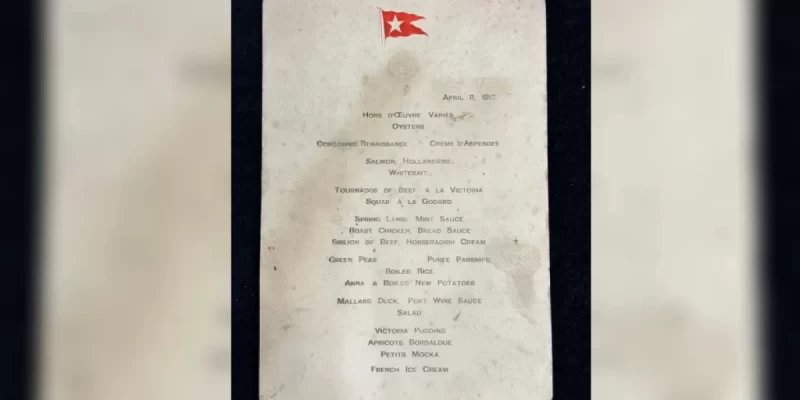 APRIL 11, 1912.
HORS D'ŒUVRE VARIÉS
OYSTERS
CONSOMMÉ RENAISSANCE CRÈME D'ASPERGES
SALMON, HOLLANDAISE
WHITEBAIT
TOURNADOS OF BEEF À LA VICTORIA
SQUAB À LA GODARD
SPRING LAMB, MINT SAUCE
ROAST CHICKEN, BREAD SAUCE
SIRLION OF BEEF, HORSERADISH CREAM
GREEN PEAS PURÉE PARSNIPS
BOILED RICE
ANNA & BOILED NEW POTATOES
MALLARD DUCK, PORT WINE SAUCE
SALAD
VICTORIA PUDDING
APRICOTS BORDALOUE
PETITS MOCKA
FRENCH ICE CREAM